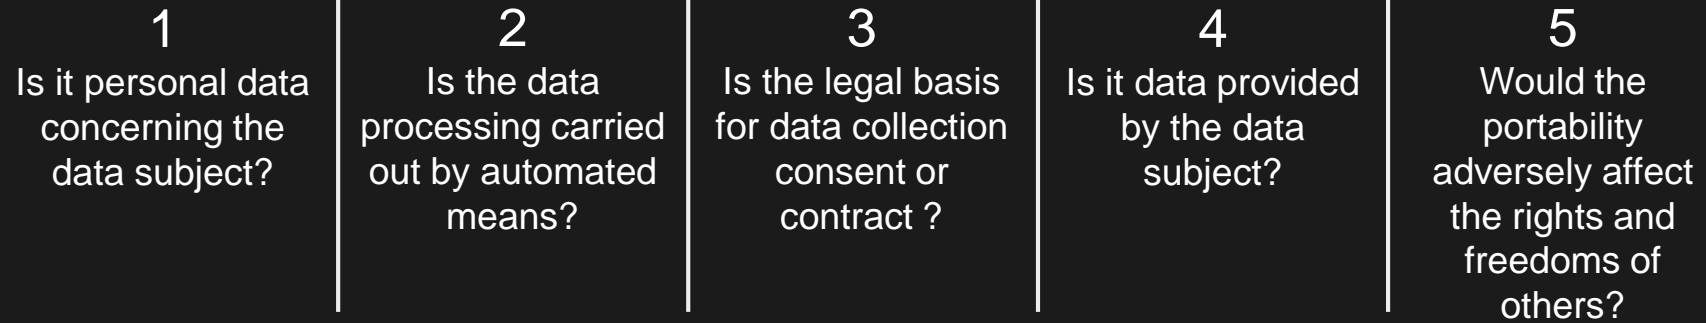 1
Is it personal data
concerning the
data subject?
2
Is the data
processing carried
out by automated
means?
3
Is the legal basis
for data collection
consent or
contract ?
4
Is it data provided
by the data
subject?
5
Would the
portability
adversely affect
the rights and
freedoms of
others?